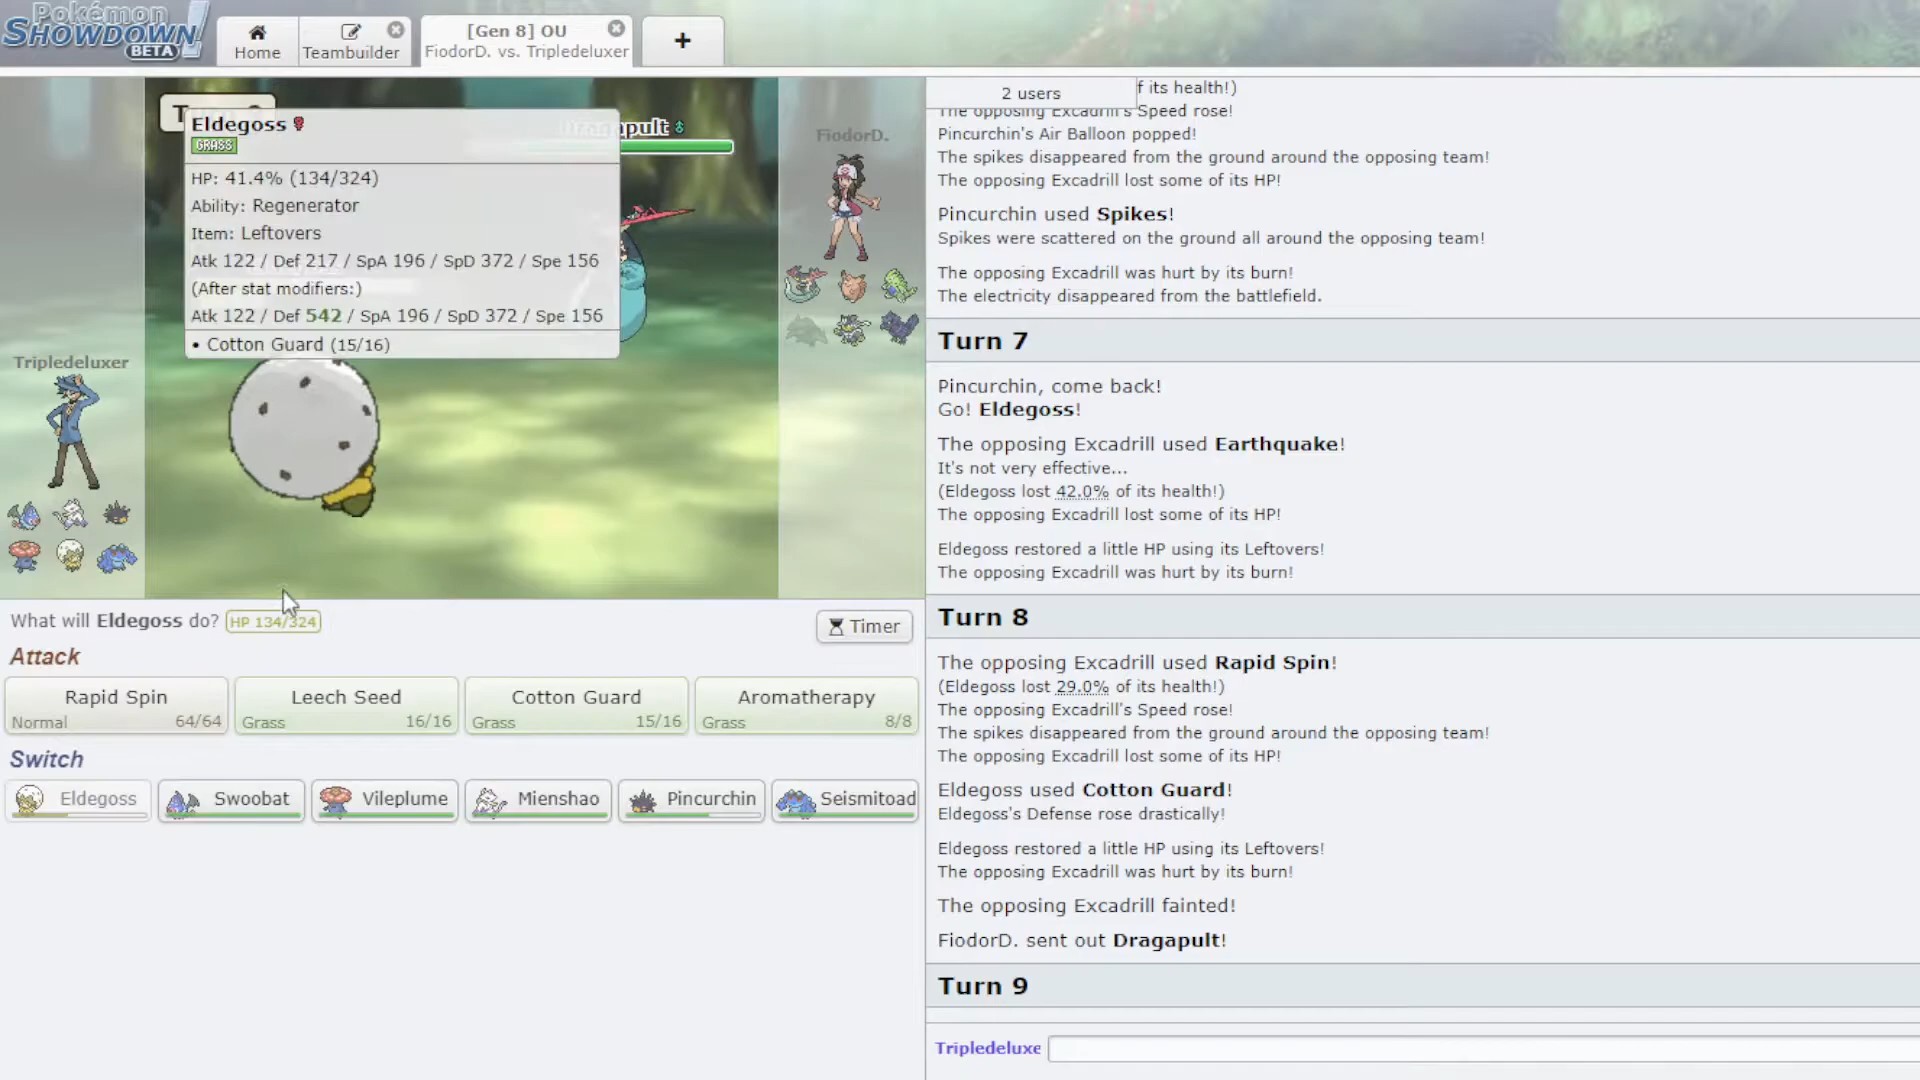 Pokémon
SHOWDOWN!
BETA
Home
Teambuilder
[Gen 8] OU
FiodorD. vs. Tripledeluxer
+
Eldegoss
GRASS
HP: 41.4% (134/324)
Ability: Regenerator
Item: Leftovers
Atk 122 / Def 217 / SpA 196 / SpD 372 / Spe 156
(After stat modifiers:)
Atk 122 / Def 542 / SpA 196 / SpD 372 / Spe 156
• Cotton Guard (15/16)
FiodorD.
Tripledeluxer
What will Eldegoss do? HP 134/324
Timer
Attack
Rapid Spin
Normal 64/64
Leech Seed
Grass 16/16
Cotton Guard
Grass 15/16
Aromatherapy
Grass 8/8
Switch
Eldegoss
Swoobat
Vileplume
Mienshao
Pincurchin
Seismitoad
2 users
f its health!)
The opposing Excadrill's Speed rose!
Pincurchin's Air Balloon popped!
The spikes disappeared from the ground around the opposing team!
The opposing Excadrill lost some of its HP!
Pincurchin used Spikes!
Spikes were scattered on the ground all around the opposing team!
The opposing Excadrill was hurt by its burn!
The electricity disappeared from the battlefield.
Turn 7
Pincurchin, come back!
Go! Eldegoss!
The opposing Excadrill used Earthquake!
It's not very effective...
(Eldegoss lost 42.0% of its health!)
The opposing Excadrill lost some of its HP!
Eldegoss restored a little HP using its Leftovers!
The opposing Excadrill was hurt by its burn!
Turn 8
The opposing Excadrill used Rapid Spin!
(Eldegoss lost 29.0% of its health!)
The opposing Excadrill's Speed rose!
The spikes disappeared from the ground around the opposing team!
The opposing Excadrill lost some of its HP!
Eldegoss used Cotton Guard!
Eldegoss's Defense rose drastically!
Eldegoss restored a little HP using its Leftovers!
The opposing Excadrill was hurt by its burn!
The opposing Excadrill fainted!
FiodorD. sent out Dragapult!
Turn 9
Tripledeluxe